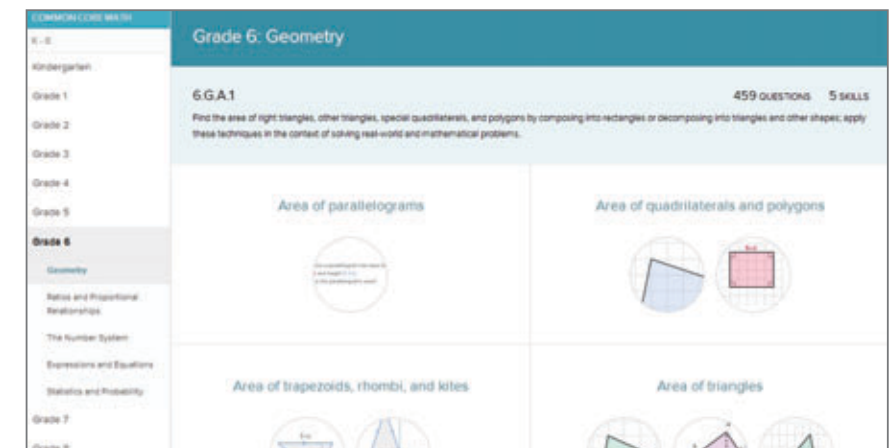 COMMON CORE MATH
K - 8
Kindergarten
Grade 1
Grade 2
Grade 3
Grade 4
Grade 5
Grade 6
Geometry
Ratios and Proportional
Relationships
The Number System
Expressions and Equations
Statistics and Probability
Grade 7
Grade 8
Grade 6: Geometry
6.G.A.1
459 QUESTIONS 5 SKILLS
Find the area of right triangles, other triangles, special quadrilaterals, and polygons by composing into rectangles or decomposing into triangles and other shapes; apply
these techniques in the context of solving real-world and mathematical problems.
Area of parallelograms
Area of quadrilaterals and polygons
Area of trapezoids, rhombi, and kites
Area of triangles